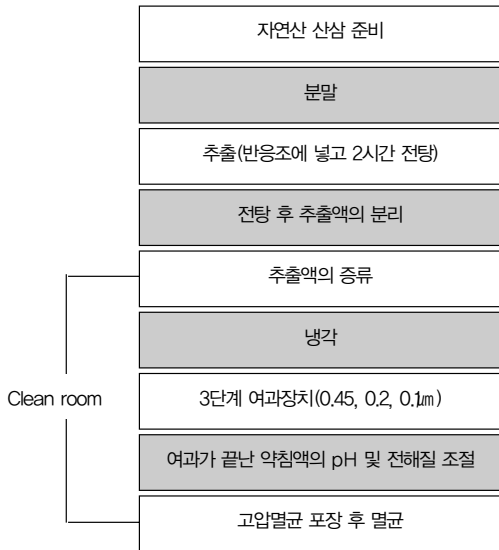 자연산 산삼 준비
분말
추출(반응조에 넣고 2시간 전탕)
전탕 후 추출액의 분리
추출액의 증류
냉각
Clean room
3단계 여과장치(0.45, 0.2, 0.1㎛)
여과가 끝난 약침액의 pH 및 전해질 조절
고압멸균 포장 후 멸균